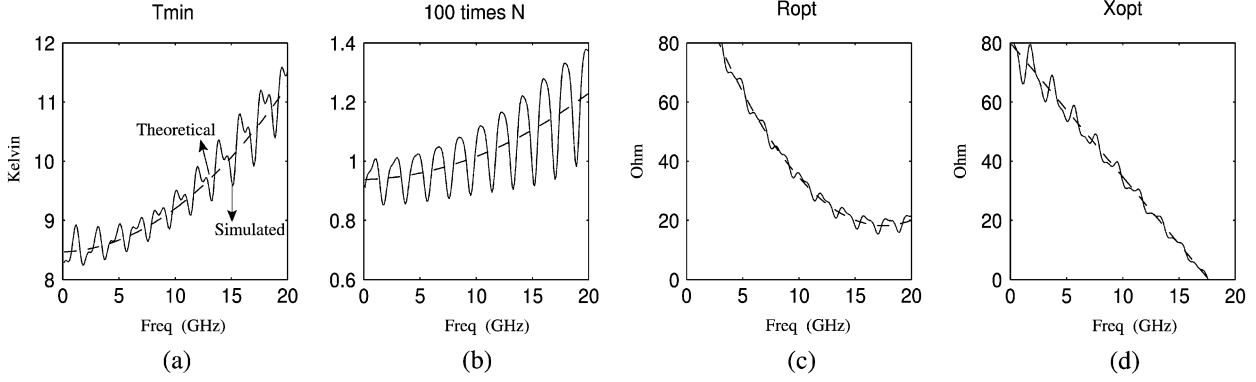 Tmin
12
11
10
9
8
Kelvin
Theoretical
Simulated
0 5 10 15 20
Freq (GHz)
(a)
100 times N
1.4
1.2
1
0.8
0.6
0 5 10 15 20
Freq (GHz)
(b)
Ropt
80
60
40
20
0
Ohm
0 5 10 15 20
Freq (GHz)
(c)
Xopt
80
60
40
20
0
Ohm
0 5 10 15 20
Freq (GHz)
(d)